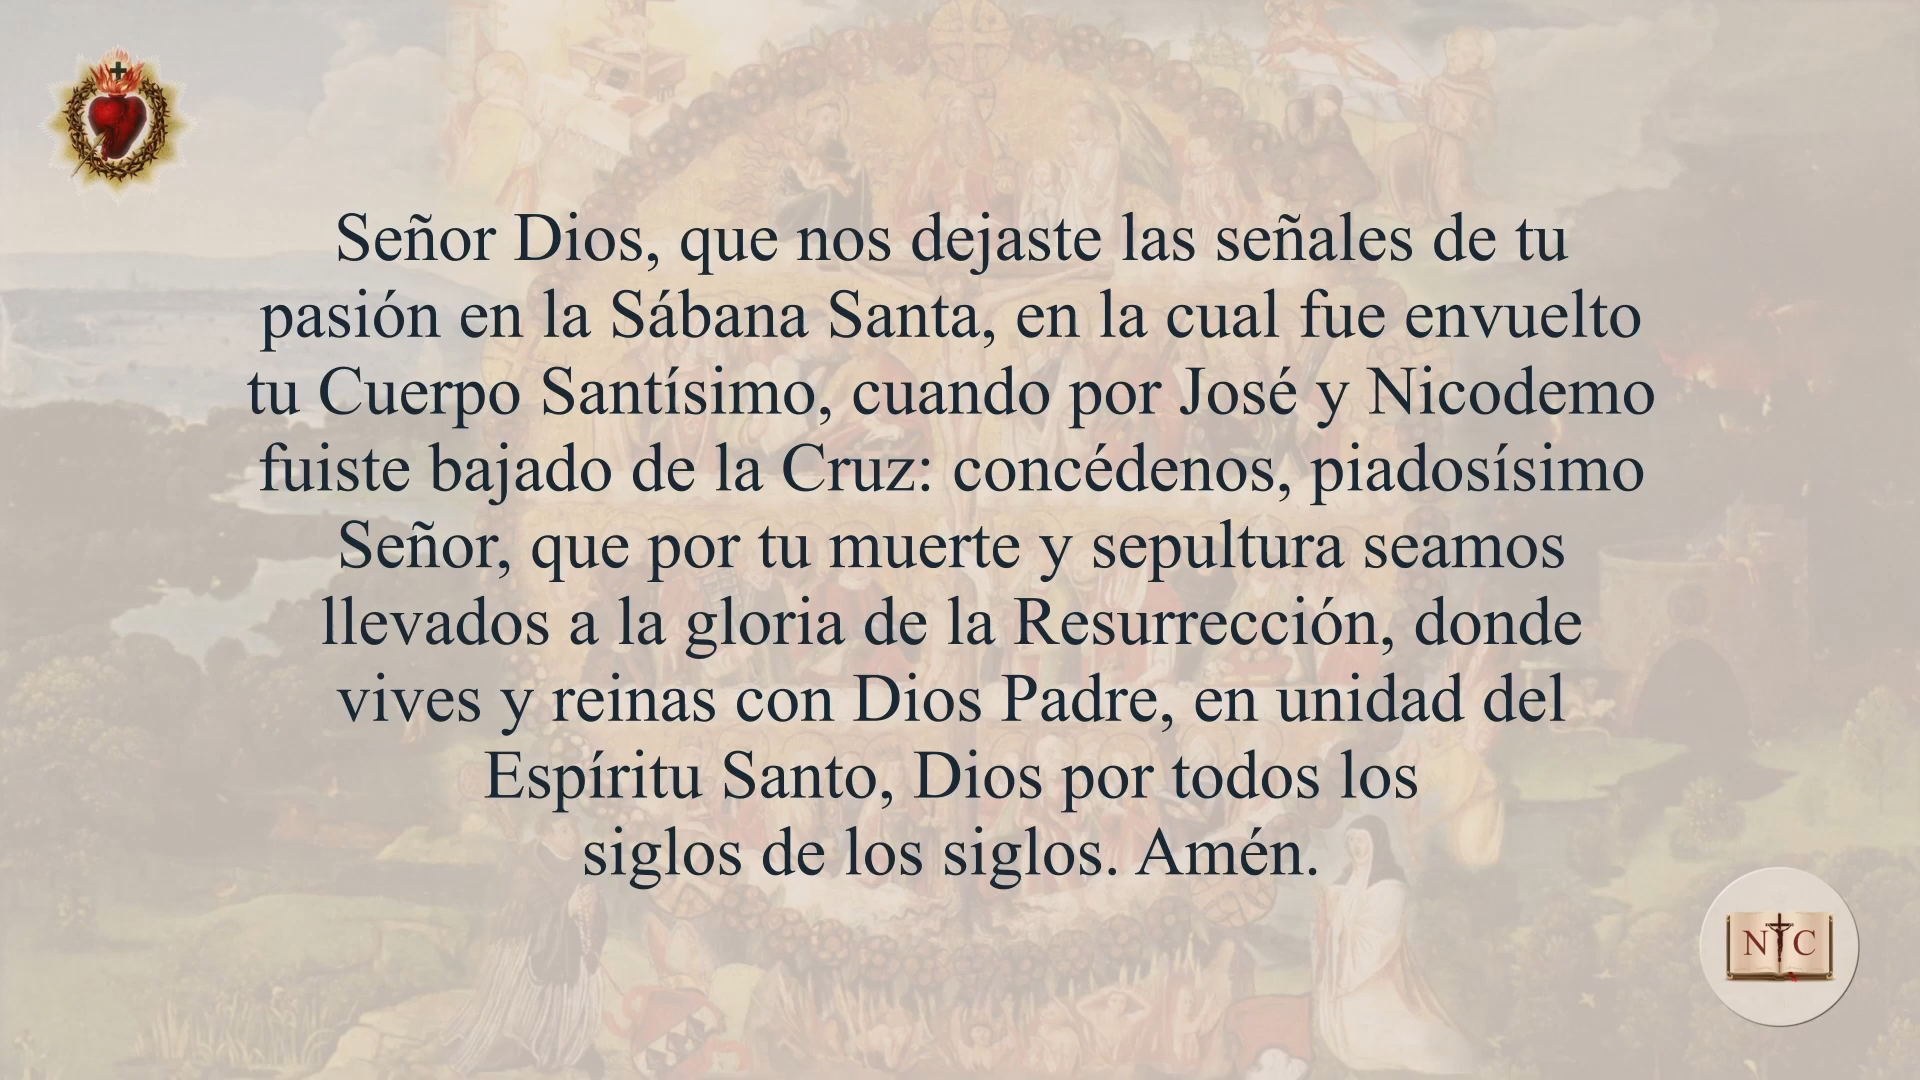 Señor Dios, que nos dejaste las señales de tu
pasión en la Sábana Santa, en la cual fue envuelto
tu Cuerpo Santísimo, cuando por José y Nicodemo
fuiste bajado de la Cruz: concédenos, piadosísimo
Señor, que por tu muerte y sepultura seamos
llevados a la gloria de la Resurrección, donde
vives y reinas con Dios Padre, en unidad del
Espíritu Santo, Dios por todos los
siglos de los siglos. Amén.
N C